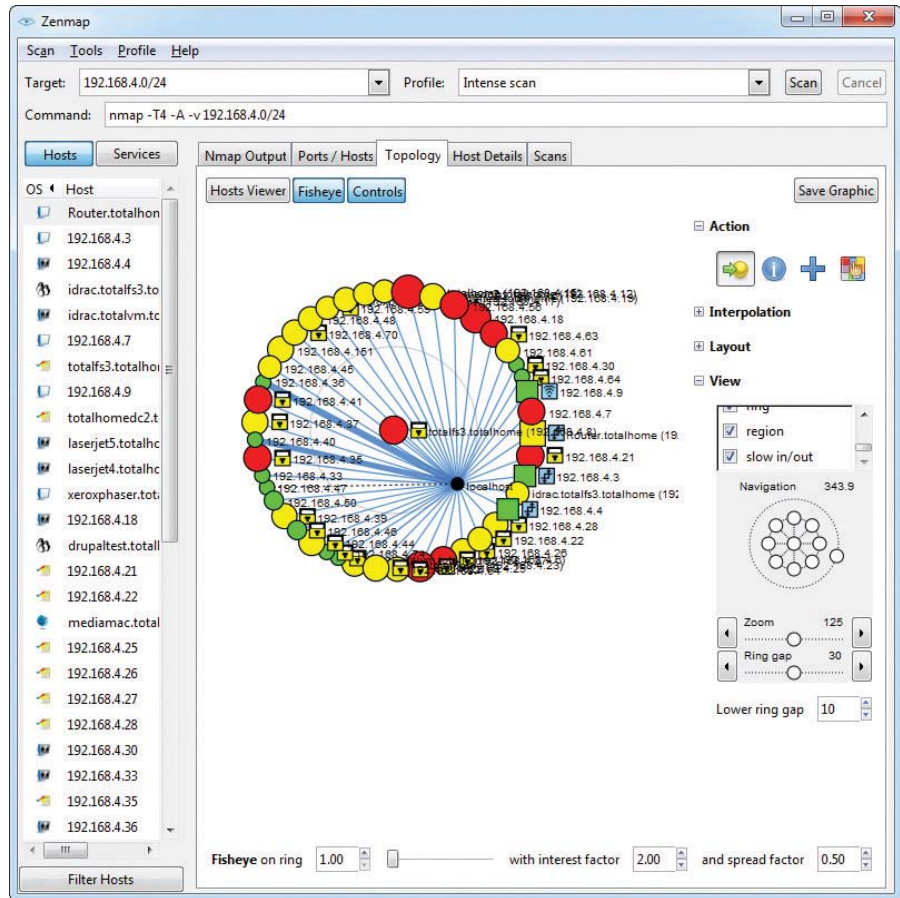 Zenmap
Scan Tools Profile Help
Target: 192.168.4.0/24 Profile: Intense scan Scan Cancel
Command: nmap -T4 -A -v 192.168.4.0/24
Hosts Services
Nmap Output Ports / Hosts Topology Host Details Scans
OS Host
Router.totalhon
192.168.4.3
192.168.4.4
idrac.totalfs3.to
idrac.totalvm.tc
192.168.4.7
totalfs3.totalhoi
192.168.4.9
totalhomedc2.t
laserjet5.totalhc
laserjet4.totalhc
xeroxphaser.tot
192.168.4.18
drupaltest.totall
192.168.4.21
192.168.4.22
mediamac.total
192.168.4.25
192.168.4.26
192.168.4.27
192.168.4.28
192.168.4.30
192.168.4.33
192.168.4.35
192.168.4.36
Filter Hosts
Hosts Viewer Fisheye Controls Save Graphic
192.168.4.18
192.168.4.63
192.168.4.61
192.168.4.30
192.168.4.64
192.168.4.9
192.168.4.7
Router.totalhome (19
192.168.4.21
192.168.4.3
idrac.totalfs3.totalhome (192
192.168.4.4
192.168.4.28
192.168.4.22
192.168.4.26
192.168.4.48
192.168.4.70
192.168.4.151
192.168.4.45
192.168.4.36
192.168.4.41
192.168.4.37
192.168.4.40
192.168.4.35
192.168.4.33
192.168.4.47
192.168.4.50
192.168.4.39
192.168.4.46
192.168.4.44
totalfs3.totalhome (192.168.4.8)
localhost
Action
Interpolation
Layout
View
ring
region
slow in/out
Navigation 343.9
Zoom 125
Ring gap 30
Lower ring gap 10
Fisheye on ring 1.00 with interest factor 2.00 and spread factor 0.50